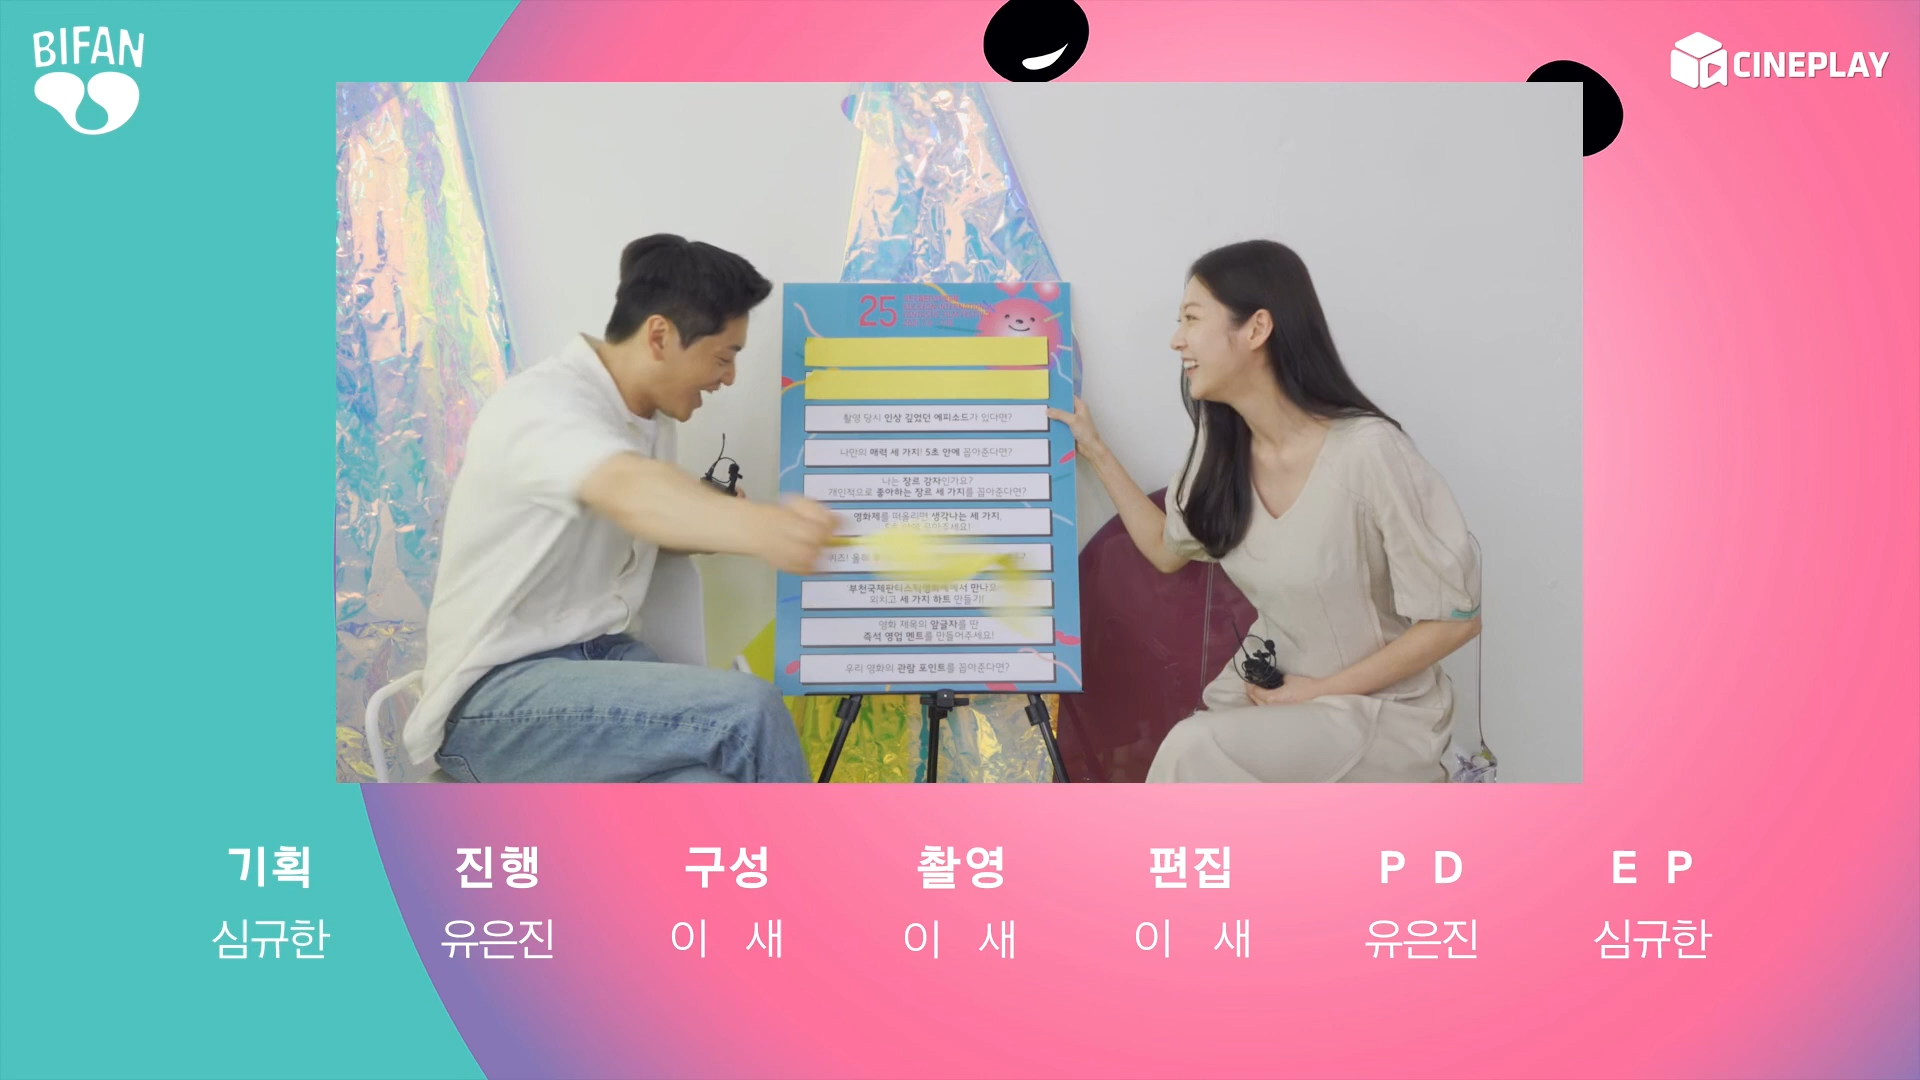 BIFAN
CINEPLAY
25
촬영 당시 인상 깊었던 에피소드가 있다면?
나만의 매력 세 가지! 5초 안에 꼽아준다면?
나는 장르 강자인가요?
개인적으로 좋아하는 장르 세 가지를 꼽아준다면?
영화제를 떠올리면 생각나는 세 가지,
퀴즈! 올해
부천국제판타스틱영화제에서 만나요
외치고 세 가지 하트 만들기!
영화 제목의 앞글자를 딴
즉석 영업 멘트를 만들어주세요!
우리 영화의 관람 포인트를 꼽아준다면?
기획 진행 구성 촬영 편집 P D E P
심규한 유은진 이 새 이 새 이 새 유은진 심규한